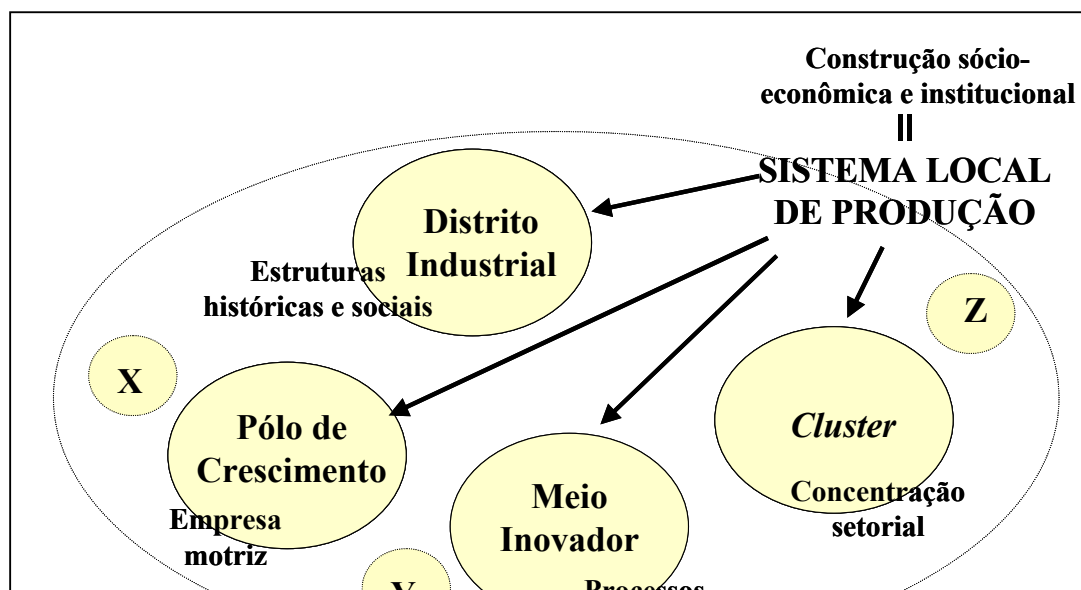 Construção sócio-
econômica e institucional
=
SISTEMA LOCAL
DE PRODUÇÃO
Distrito
Industrial
Estruturas
históricas e sociais
Z
X
Pólo de
Crescimento
Cluster
Meio
Inovador
Concentração
setorial
Empresa
motriz
Processos